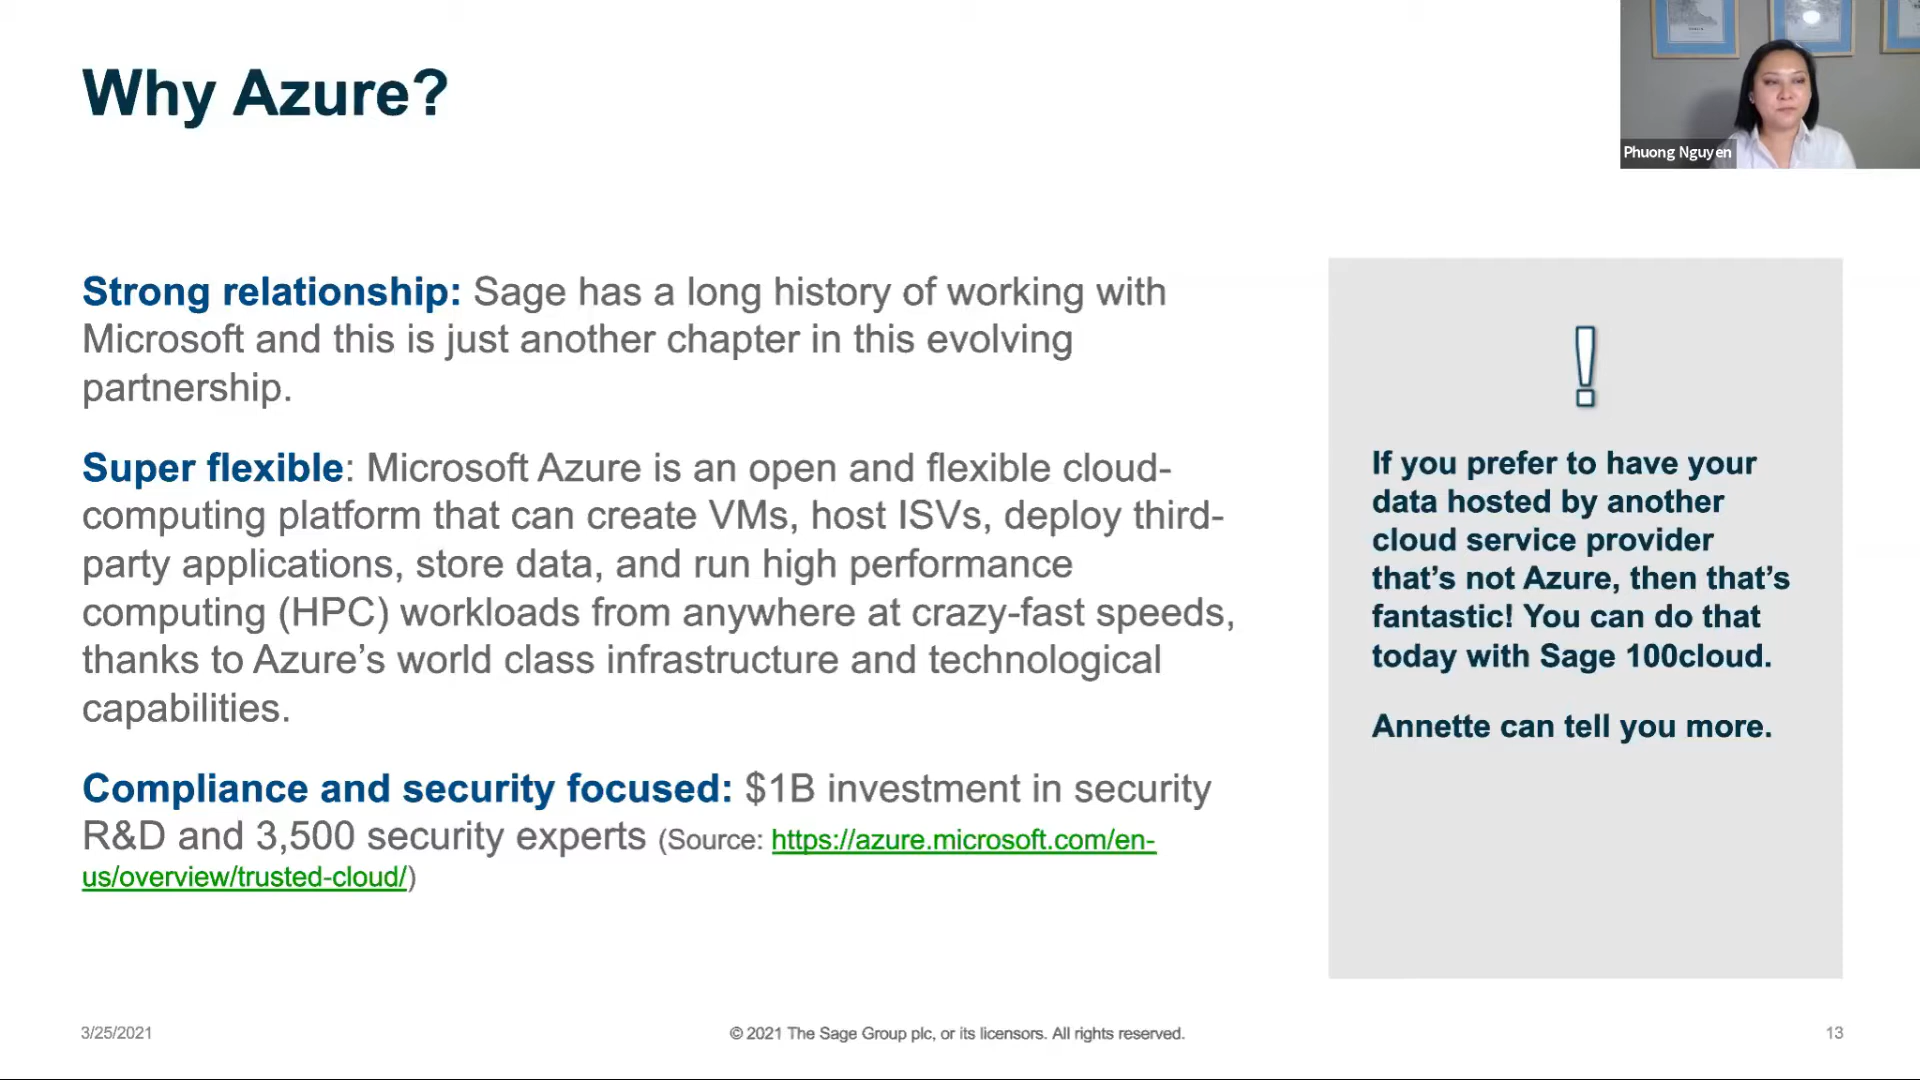 Why Azure?
Phuong Nguyen
Strong relationship: Sage has a long history of working with
Microsoft and this is just another chapter in this evolving
partnership.
Super flexible: Microsoft Azure is an open and flexible cloud-
computing platform that can create VMs, host ISVs, deploy third-
party applications, store data, and run high performance
computing (HPC) workloads from anywhere at crazy-fast speeds,
thanks to Azure’s world class infrastructure and technological
capabilities.
Compliance and security focused: $1B investment in security
R&D and 3,500 security experts (Source: https://azure.microsoft.com/en-
us/overview/trusted-cloud/)
!
If you prefer to have your
data hosted by another
cloud service provider
that’s not Azure, then that’s
fantastic! You can do that
today with Sage 100cloud.
Annette can tell you more.
3/25/2021
© 2021 The Sage Group plc, or its licensors. All rights reserved.
13